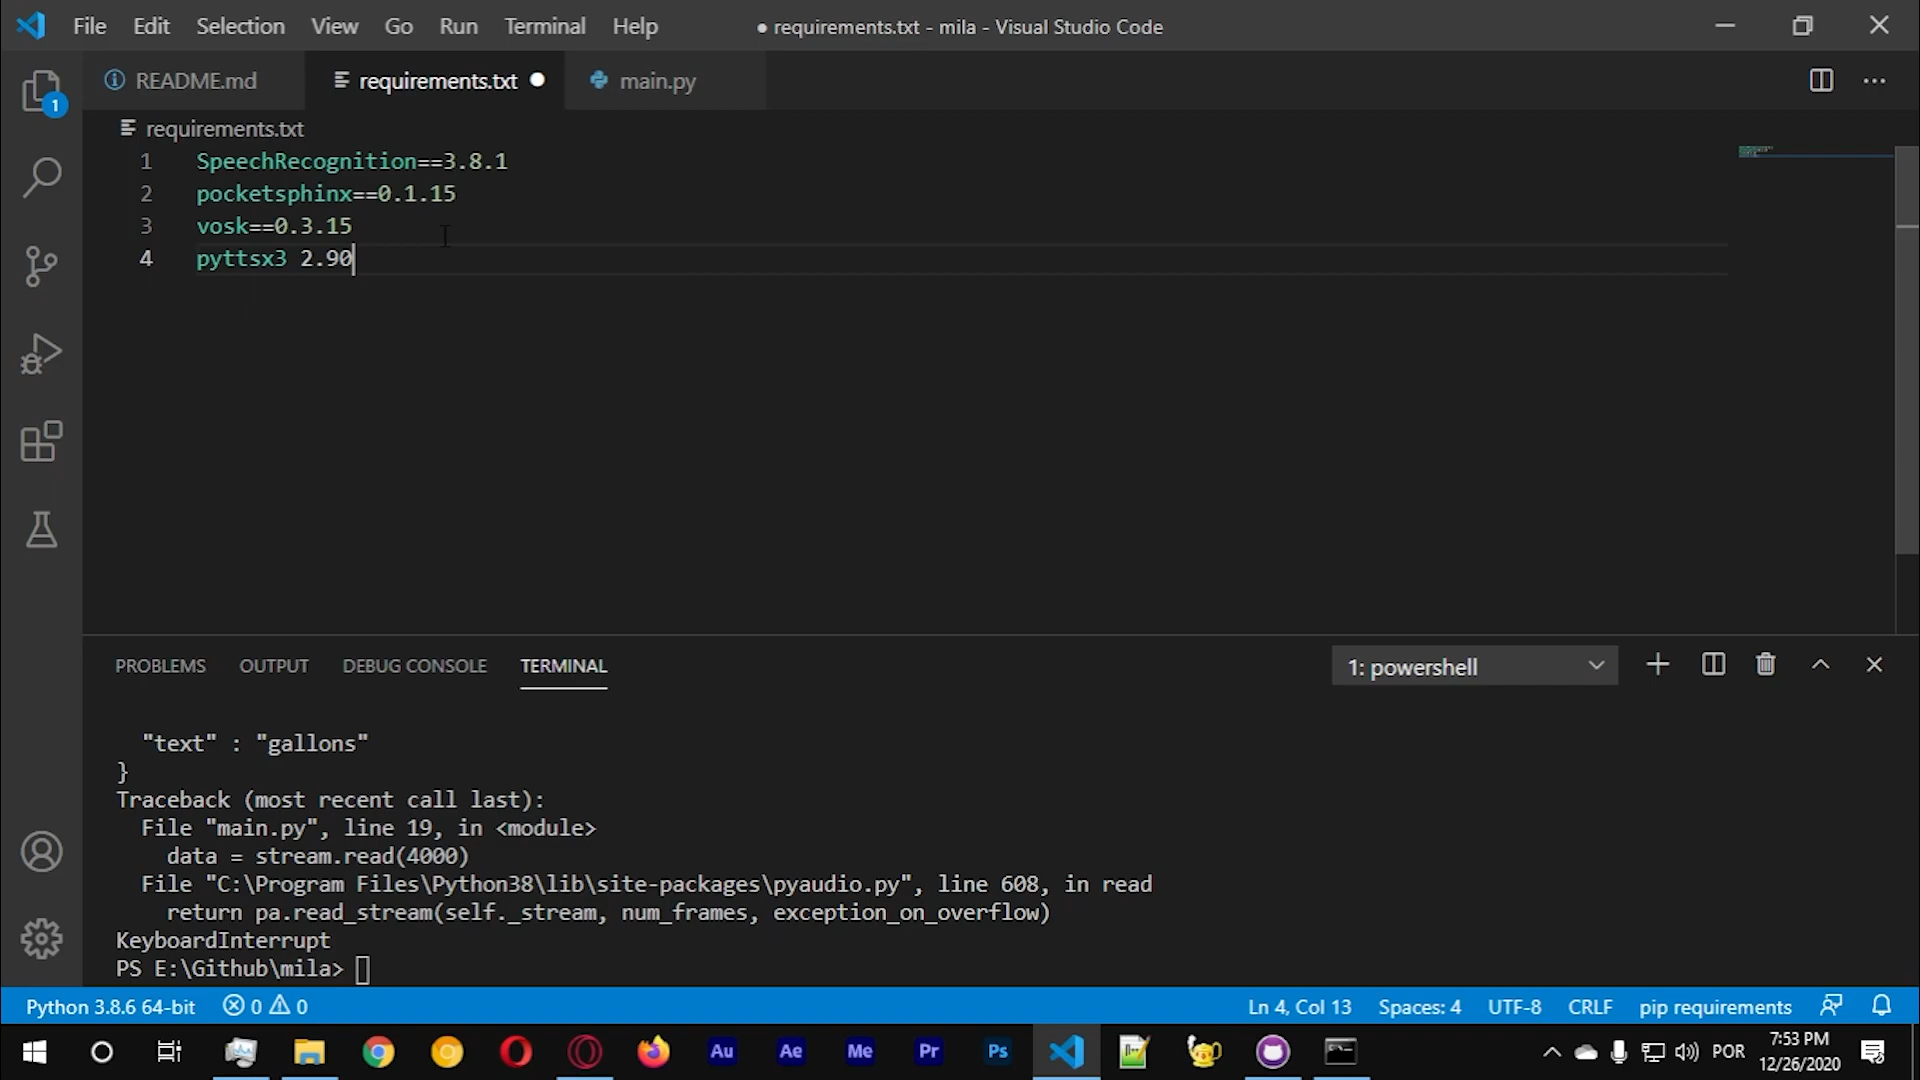 File Edit Selection View Go Run Terminal Help
● requirements.txt - mila - Visual Studio Code
README.md
requirements.txt
main.py
1
requirements.txt
1 SpeechRecognition==3.8.1
2 pocketsphinx==0.1.15
3 vosk==0.3.15
4 pyttsx3 2.90
PROBLEMS OUTPUT DEBUG CONSOLE TERMINAL
1: powershell
"text" : "gallons"
}
Traceback (most recent call last):
File "main.py", line 19, in <module>
data = stream.read(4000)
File "C:\Program Files\Python38\lib\site-packages\pyaudio.py", line 608, in read
return pa.read_stream(self._stream, num_frames, exception_on_overflow)
KeyboardInterrupt
PS E:\Github\mila>
Python 3.8.6 64-bit 0 0
Ln 4, Col 13 Spaces: 4 UTF-8 CRLF pip requirements
Au Ae Me Pr Ps
POR
7:53 PM
12/26/2020